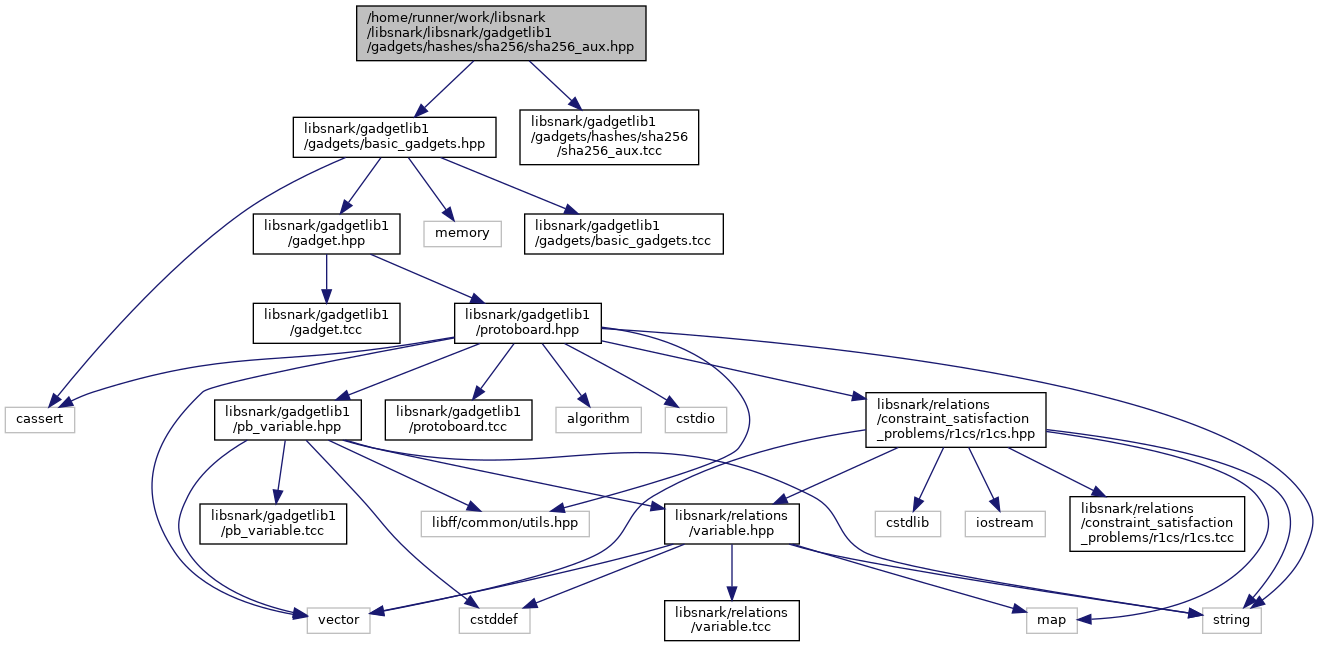 /home/runner/work/libsnark
/libsnark/libsnark/gadgetlib1
/gadgets/hashes/sha256/sha256_aux.hpp
libsnark/gadgetlib1
/gadgets/basic_gadgets.hpp
libsnark/gadgetlib1
/gadgets/hashes/sha256
/sha256_aux.tcc
libsnark/gadgetlib1
/gadget.hpp
memory
libsnark/gadgetlib1
/gadgets/basic_gadgets.tcc
libsnark/gadgetlib1
/gadget.tcc
libsnark/gadgetlib1
/protoboard.hpp
cassert
libsnark/gadgetlib1
/pb_variable.hpp
libsnark/gadgetlib1
/protoboard.tcc
algorithm
cstdio
libsnark/relations
/constraint_satisfaction
_problems/r1cs/r1cs.hpp
libsnark/gadgetlib1
/pb_variable.tcc
libff/common/utils.hpp
libsnark/relations
/variable.hpp
cstdlib
iostream
libsnark/relations
/constraint_satisfaction
_problems/r1cs/r1cs.tcc
vector
cstddef
libsnark/relations
/variable.tcc
map
string